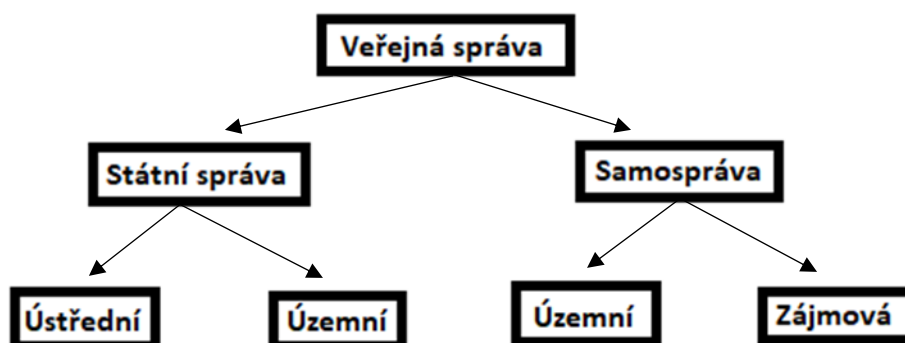 Veřejná správa
Státní správa
Samospráva
Ústřední
Územní
Územní
Zájmová